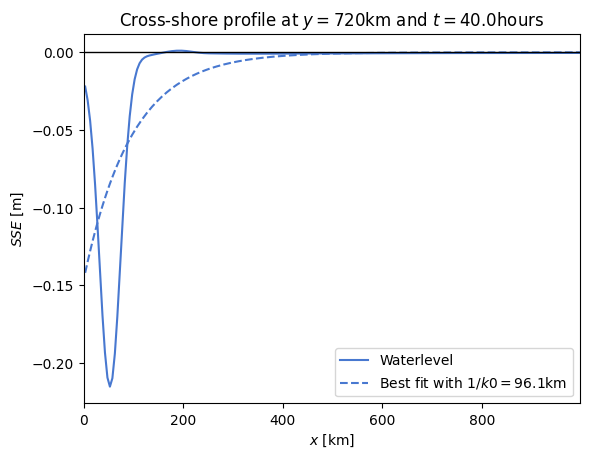 Cross-shore profile at y = 720km and t = 40.0hours
0.00
−0.05
−0.10
−0.15
−0.20
SSE [m]
Waterlevel
Best fit with 1/k0 = 96.1km
0
200
400
600
800
x [km]